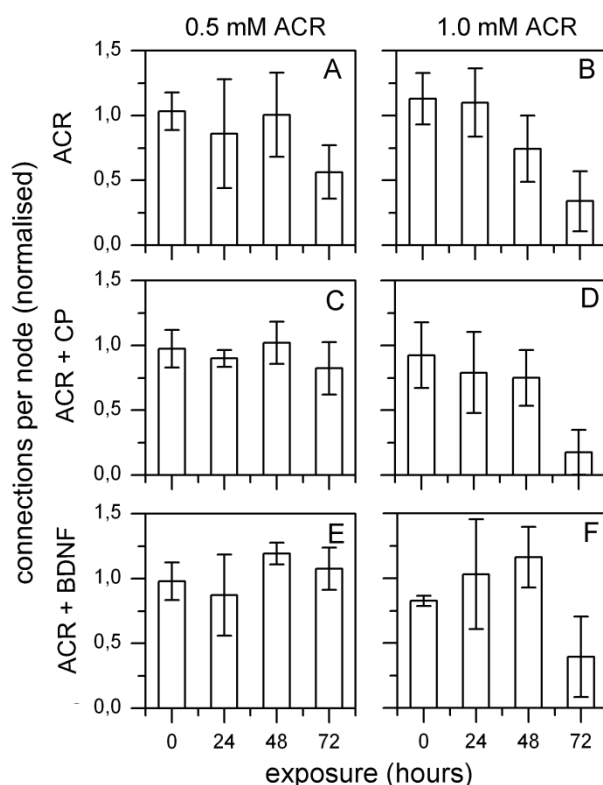 0.5 mM ACR 1.0 mM ACR
connections per node (normalised)
ACR
1,5
1,0
0,5
0,0
A
B
ACR + CP
1,5
1,0
0,5
0,0
C
D
ACR + BDNF
1,5
1,0
0,5
0,0
E
F
0 24 48 72 0 24 48 72
exposure (hours)